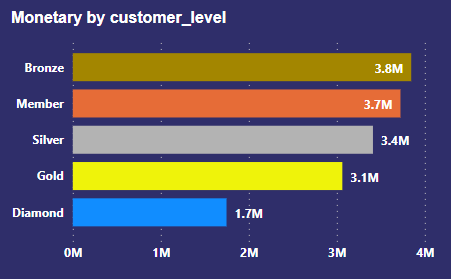 Monetary by customer_level
Bronze 3.8M
Member 3.7M
Silver 3.4M
Gold 3.1M
Diamond 1.7M
0M 1M 2M 3M 4M